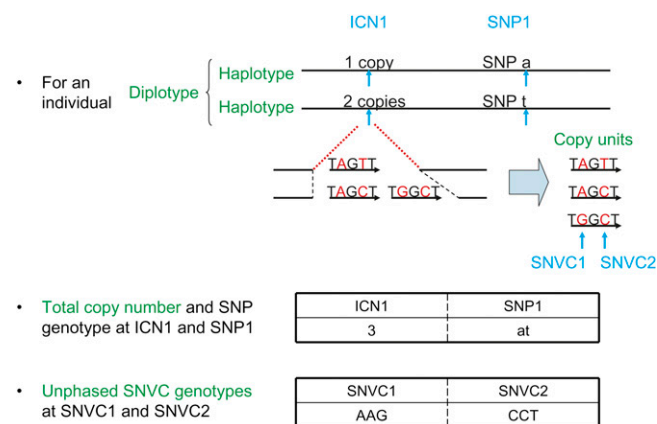 ICN1 SNP1
1 copy SNP a
• For an individual
Diplotype
Haplotype
Haplotype
2 copies SNP t
Copy units
TAGTT TAGTT
TAGCT TGGCT TAGCT
TGGCT
SNVC1 SNVC2
• Total copy number and SNP
genotype at ICN1 and SNP1
ICN1 SNP1
3 at
• Unphased SNVC genotypes
at SNVC1 and SNVC2
SNVC1 SNVC2
AAG CCT